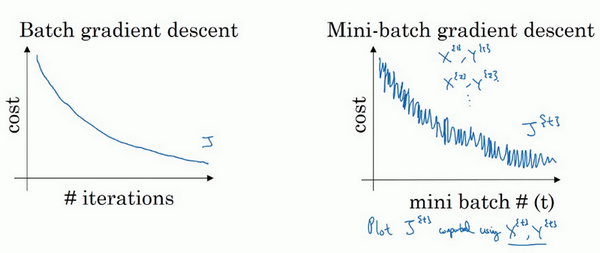 Batch gradient descent
cost
J
# iterations
Mini-batch gradient descent
X^{1}, Y^{1}
X^{2}, Y^{2}
⋮
cost
J^{t}
mini batch # (t)
Plot J^{t} computed using X^{t}, Y^{t}